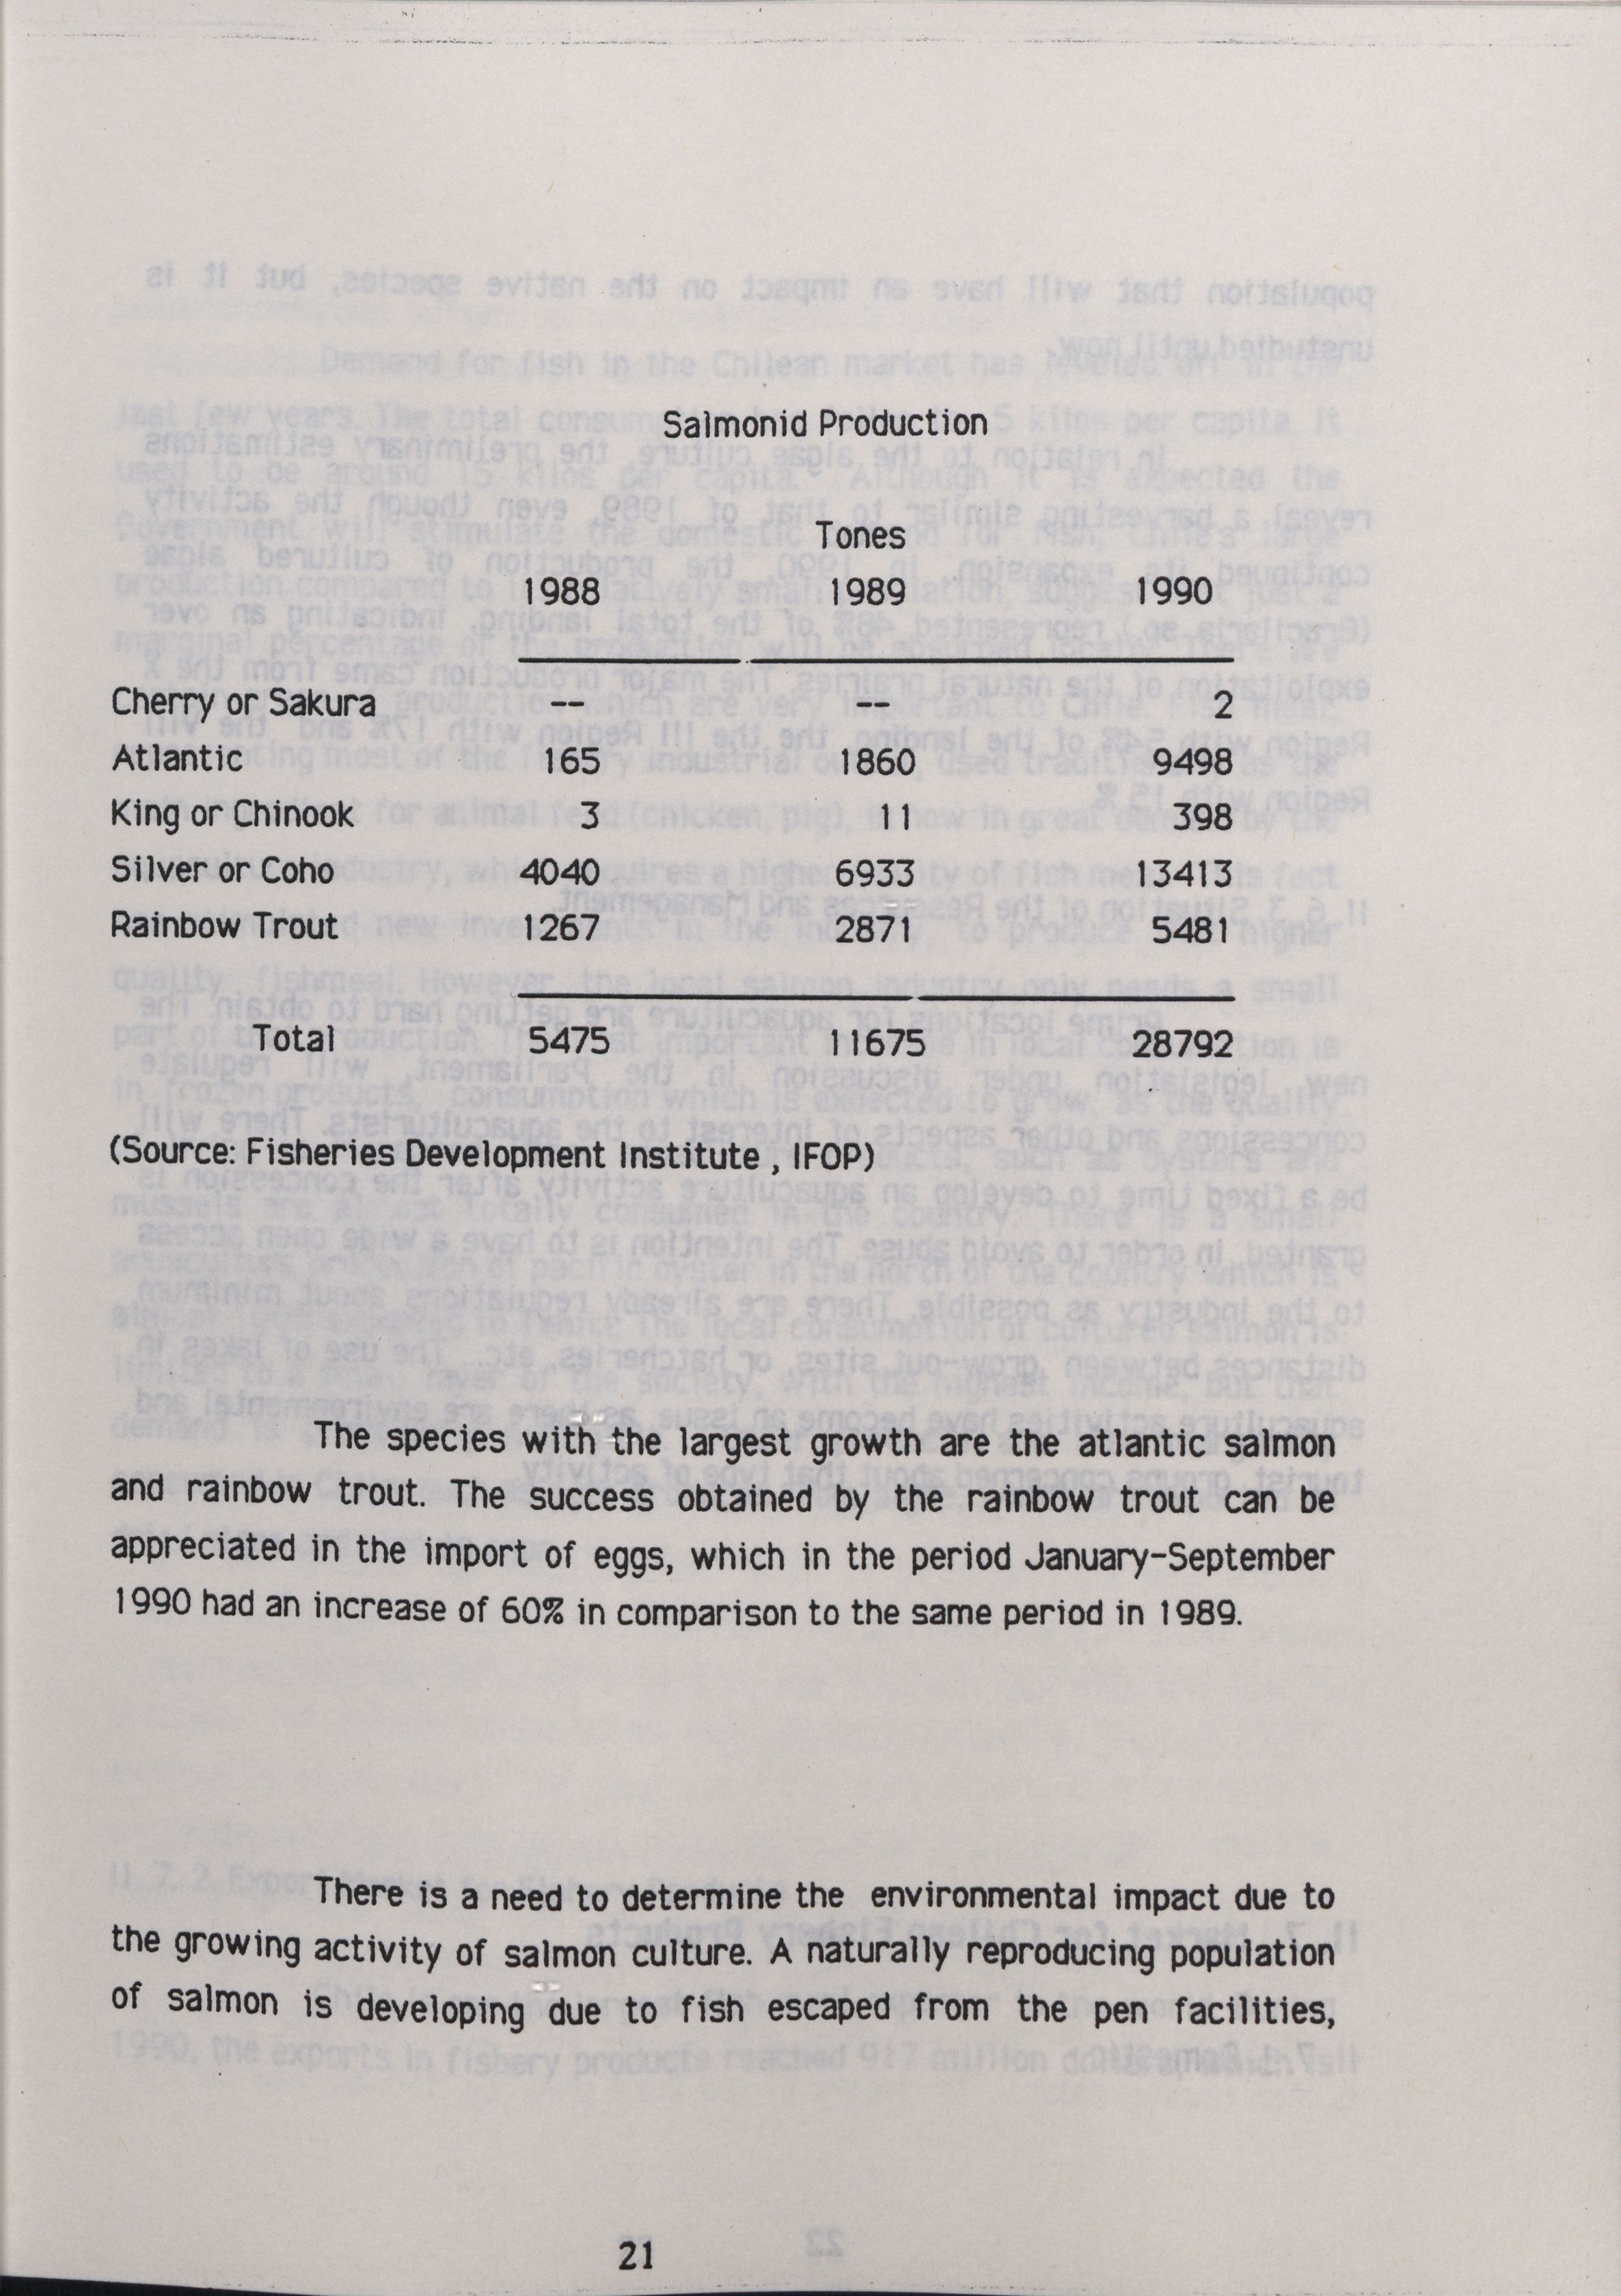 Salmonid Production
Tones
1988 1989 1990
Cherry or Sakura -- -- 2
Atlantic 165 1860 9498
King or Chinook 3 11 398
Silver or Coho 4040 6933 13413
Rainbow Trout 1267 2871 5481
Total 5475 11675 28792
(Source: Fisheries Development Institute , IFOP)
The species with the largest growth are the atlantic salmon
and rainbow trout. The success obtained by the rainbow trout can be
appreciated in the import of eggs, which in the period January-September
1990 had an increase of 60% in comparison to the same period in 1989.
There is a need to determine the environmental impact due to
the growing activity of salmon culture. A naturally reproducing population
of salmon is developing due to fish escaped from the pen facilities,
21